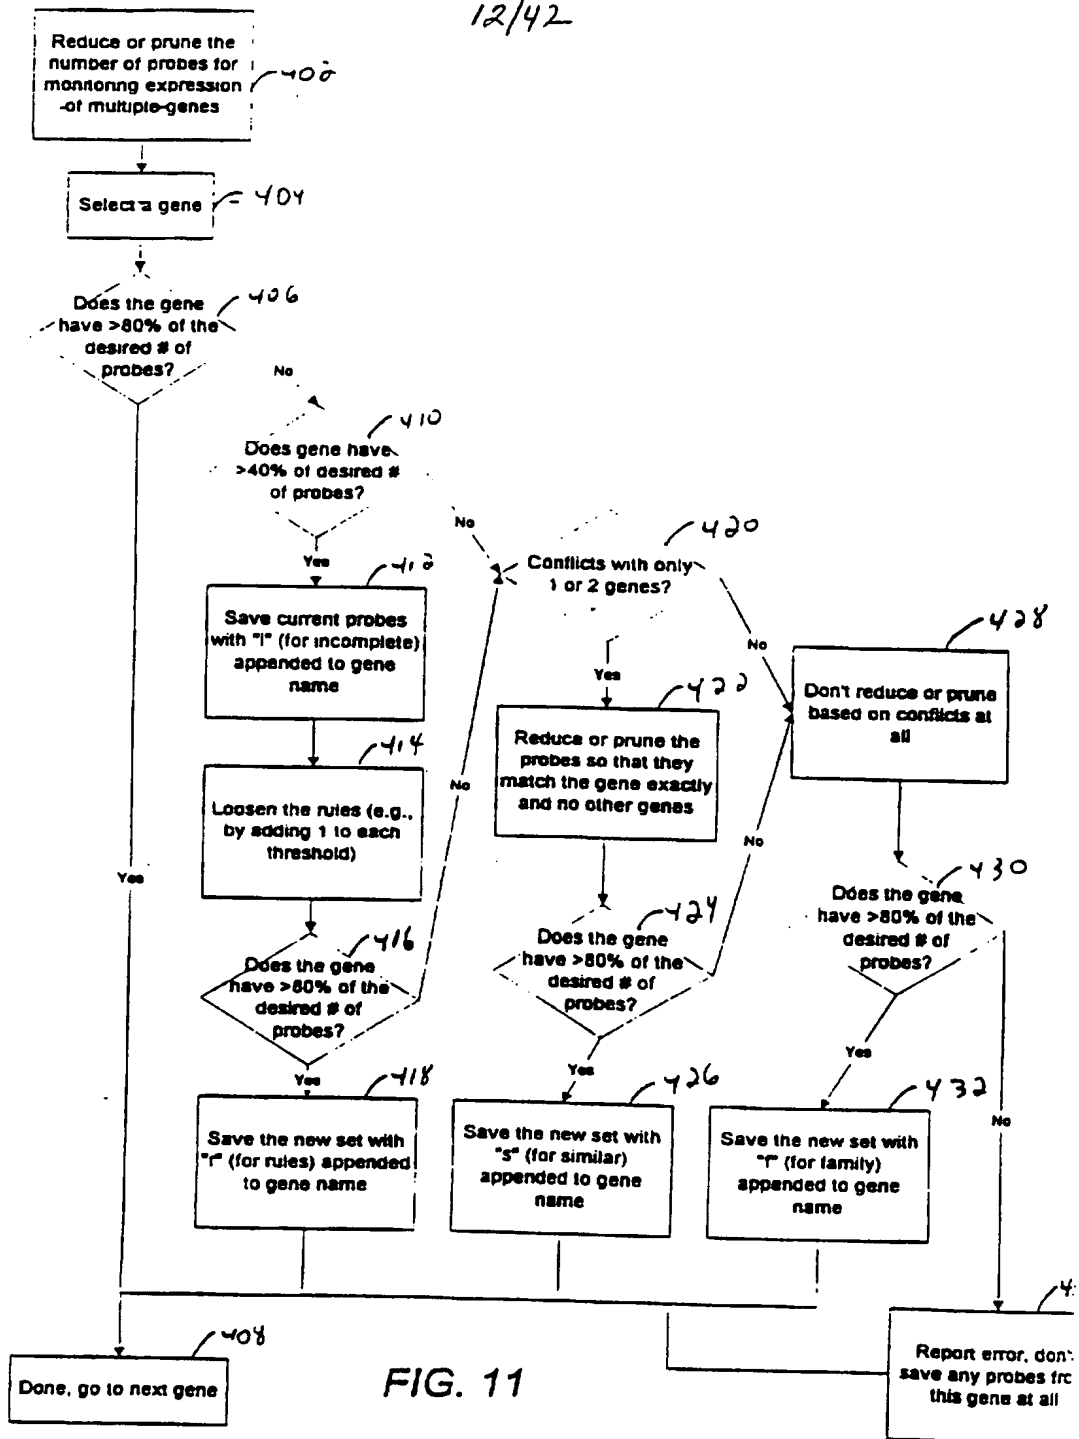 12/42
Reduce or prune the
number of probes for
monitoring expression
of multiple genes
402
Select a gene
404
Does the gene
have >80% of the
desired # of
probes?
406
No
Does gene have
>40% of desired #
of probes?
410
No
Yes
Conflicts with only
1 or 2 genes?
420
412
Save current probes
with "I" (for incomplete)
appended to gene
name
No
Yes
428
Don't reduce or prune
based on conflicts at
all
422
Reduce or prune the
probes so that they
match the gene exactly
and no other genes
414
Loosen the rules (e.g.,
by adding 1 to each
threshold)
No
No
Yes
430
Does the gene
have >80% of the
desired # of
probes?
424
Does the gene
have >80% of the
desired # of
probes?
416
Does the gene
have >80% of the
desired # of
probes?
Yes
Yes
Yes
418
Save the new set with
"r" (for rules) appended
to gene name
426
Save the new set with
"s" (for similar)
appended to gene
name
432
Save the new set with
"f" (for family)
appended to gene
name
No
408
Done, go to next gene
FIG. 11
Report error, don't
save any probes
this gene at all